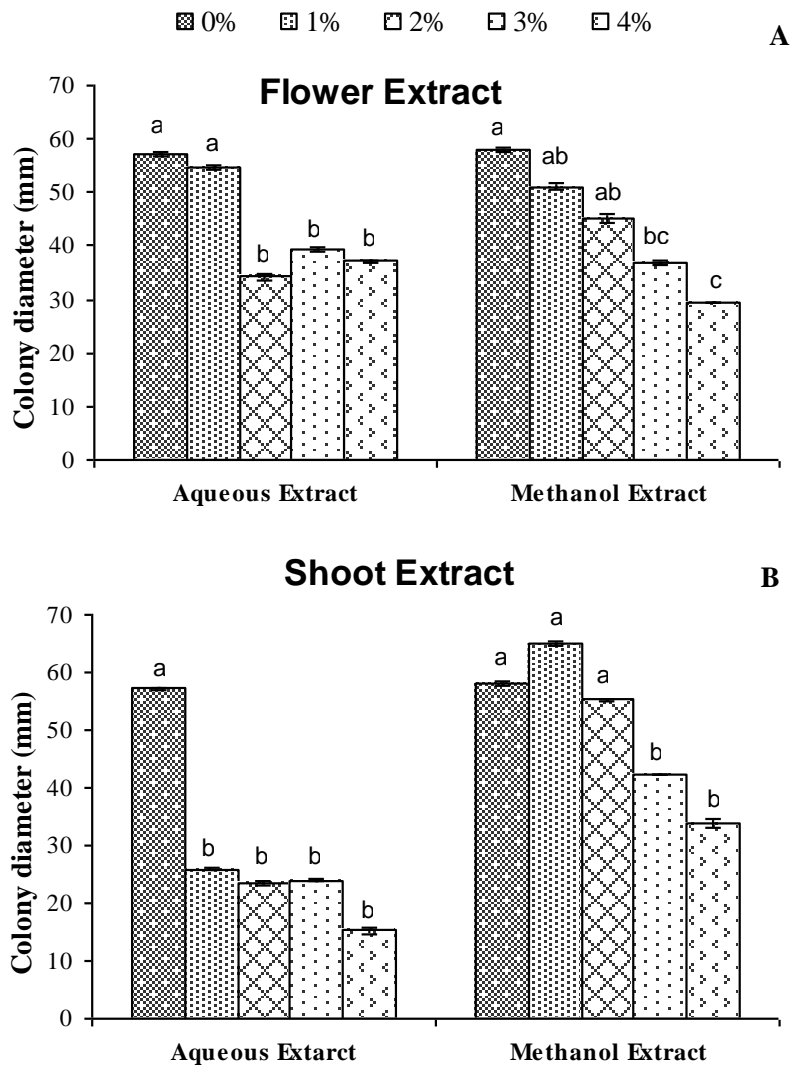 0% 1% 2% 3% 4%
A
Flower Extract
Colony diameter (mm)
70
60
50
40
30
20
10
0
a a b b b
a ab ab bc c
Aqueous Extract Methanol Extract
Shoot Extract
B
Colony diameter (mm)
70
60
50
40
30
20
10
0
a b b b b
a a a b b
Aqueous Extarct Methanol Extract